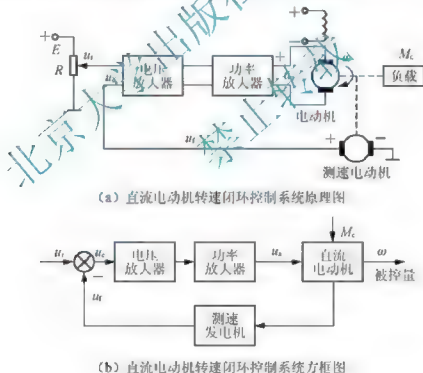 + E
R
u_r
u_e
电压
放大器
功率
放大器
+
−
电动机
M_c
负载
u_f
+ −
测速电动机
(a) 直流电动机转速闭环控制系统原理图
u_r
u_e
−
电压
放大器
功率
放大器
u_a
M_c
直流
电动机
ω
被控量
u_f
测速
发电机
(b) 直流电动机转速闭环控制系统方框图